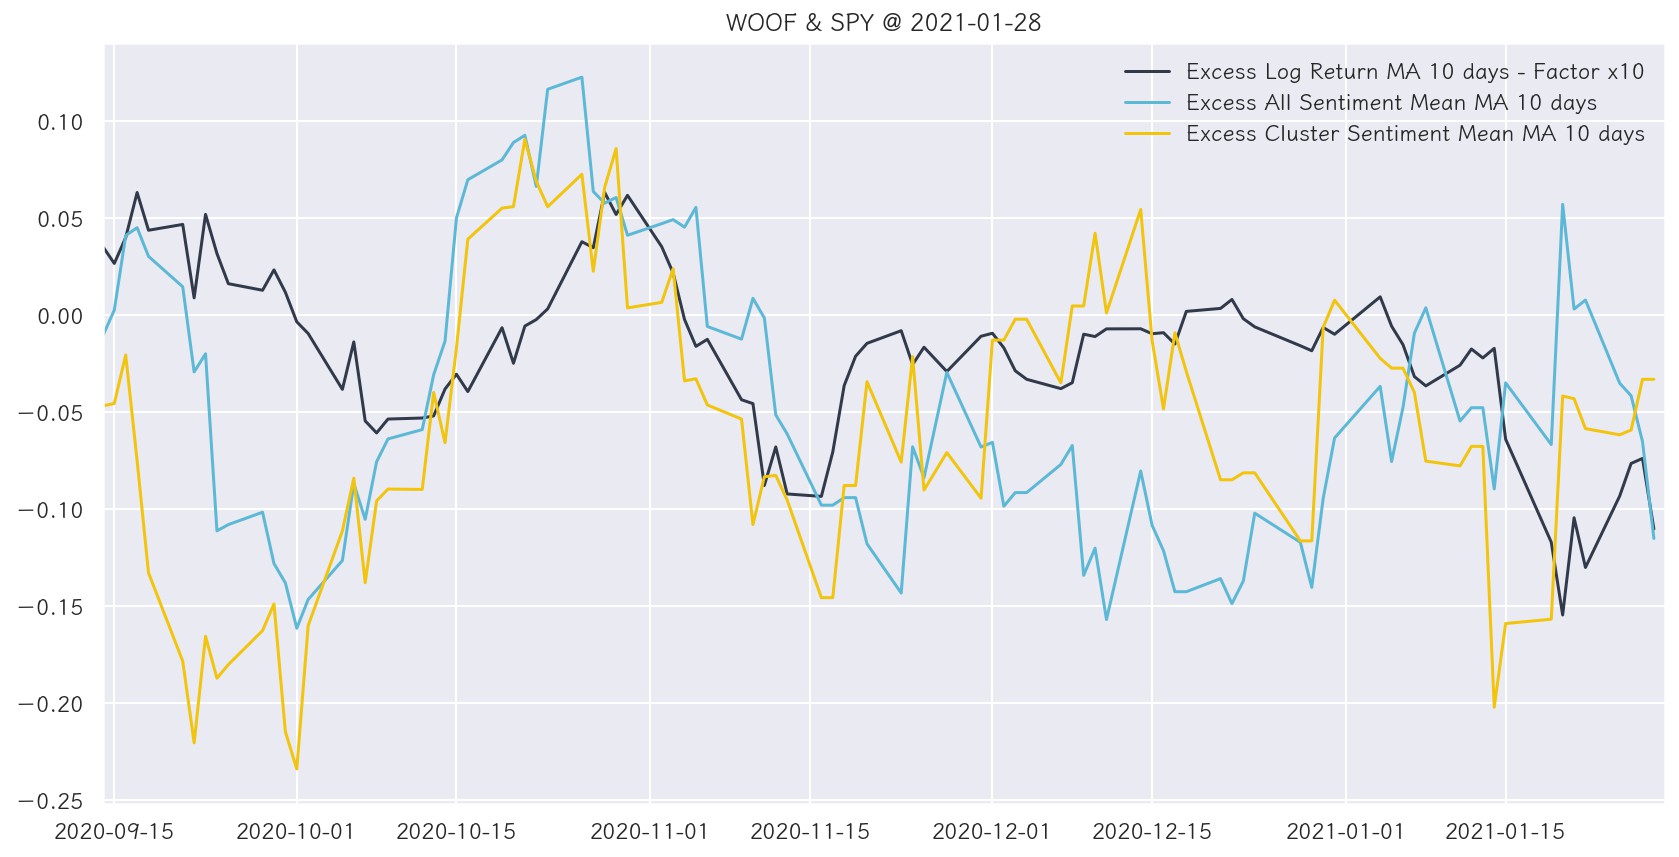 WOOF & SPY @ 2021-01-28
Excess Log Return MA 10 days - Factor x10
Excess All Sentiment Mean MA 10 days
Excess Cluster Sentiment Mean MA 10 days
0.10
0.05
0.00
−0.05
−0.10
−0.15
−0.20
−0.25
2020-09-15 2020-10-01 2020-10-15 2020-11-01 2020-11-15 2020-12-01 2020-12-15 2021-01-01 2021-01-15